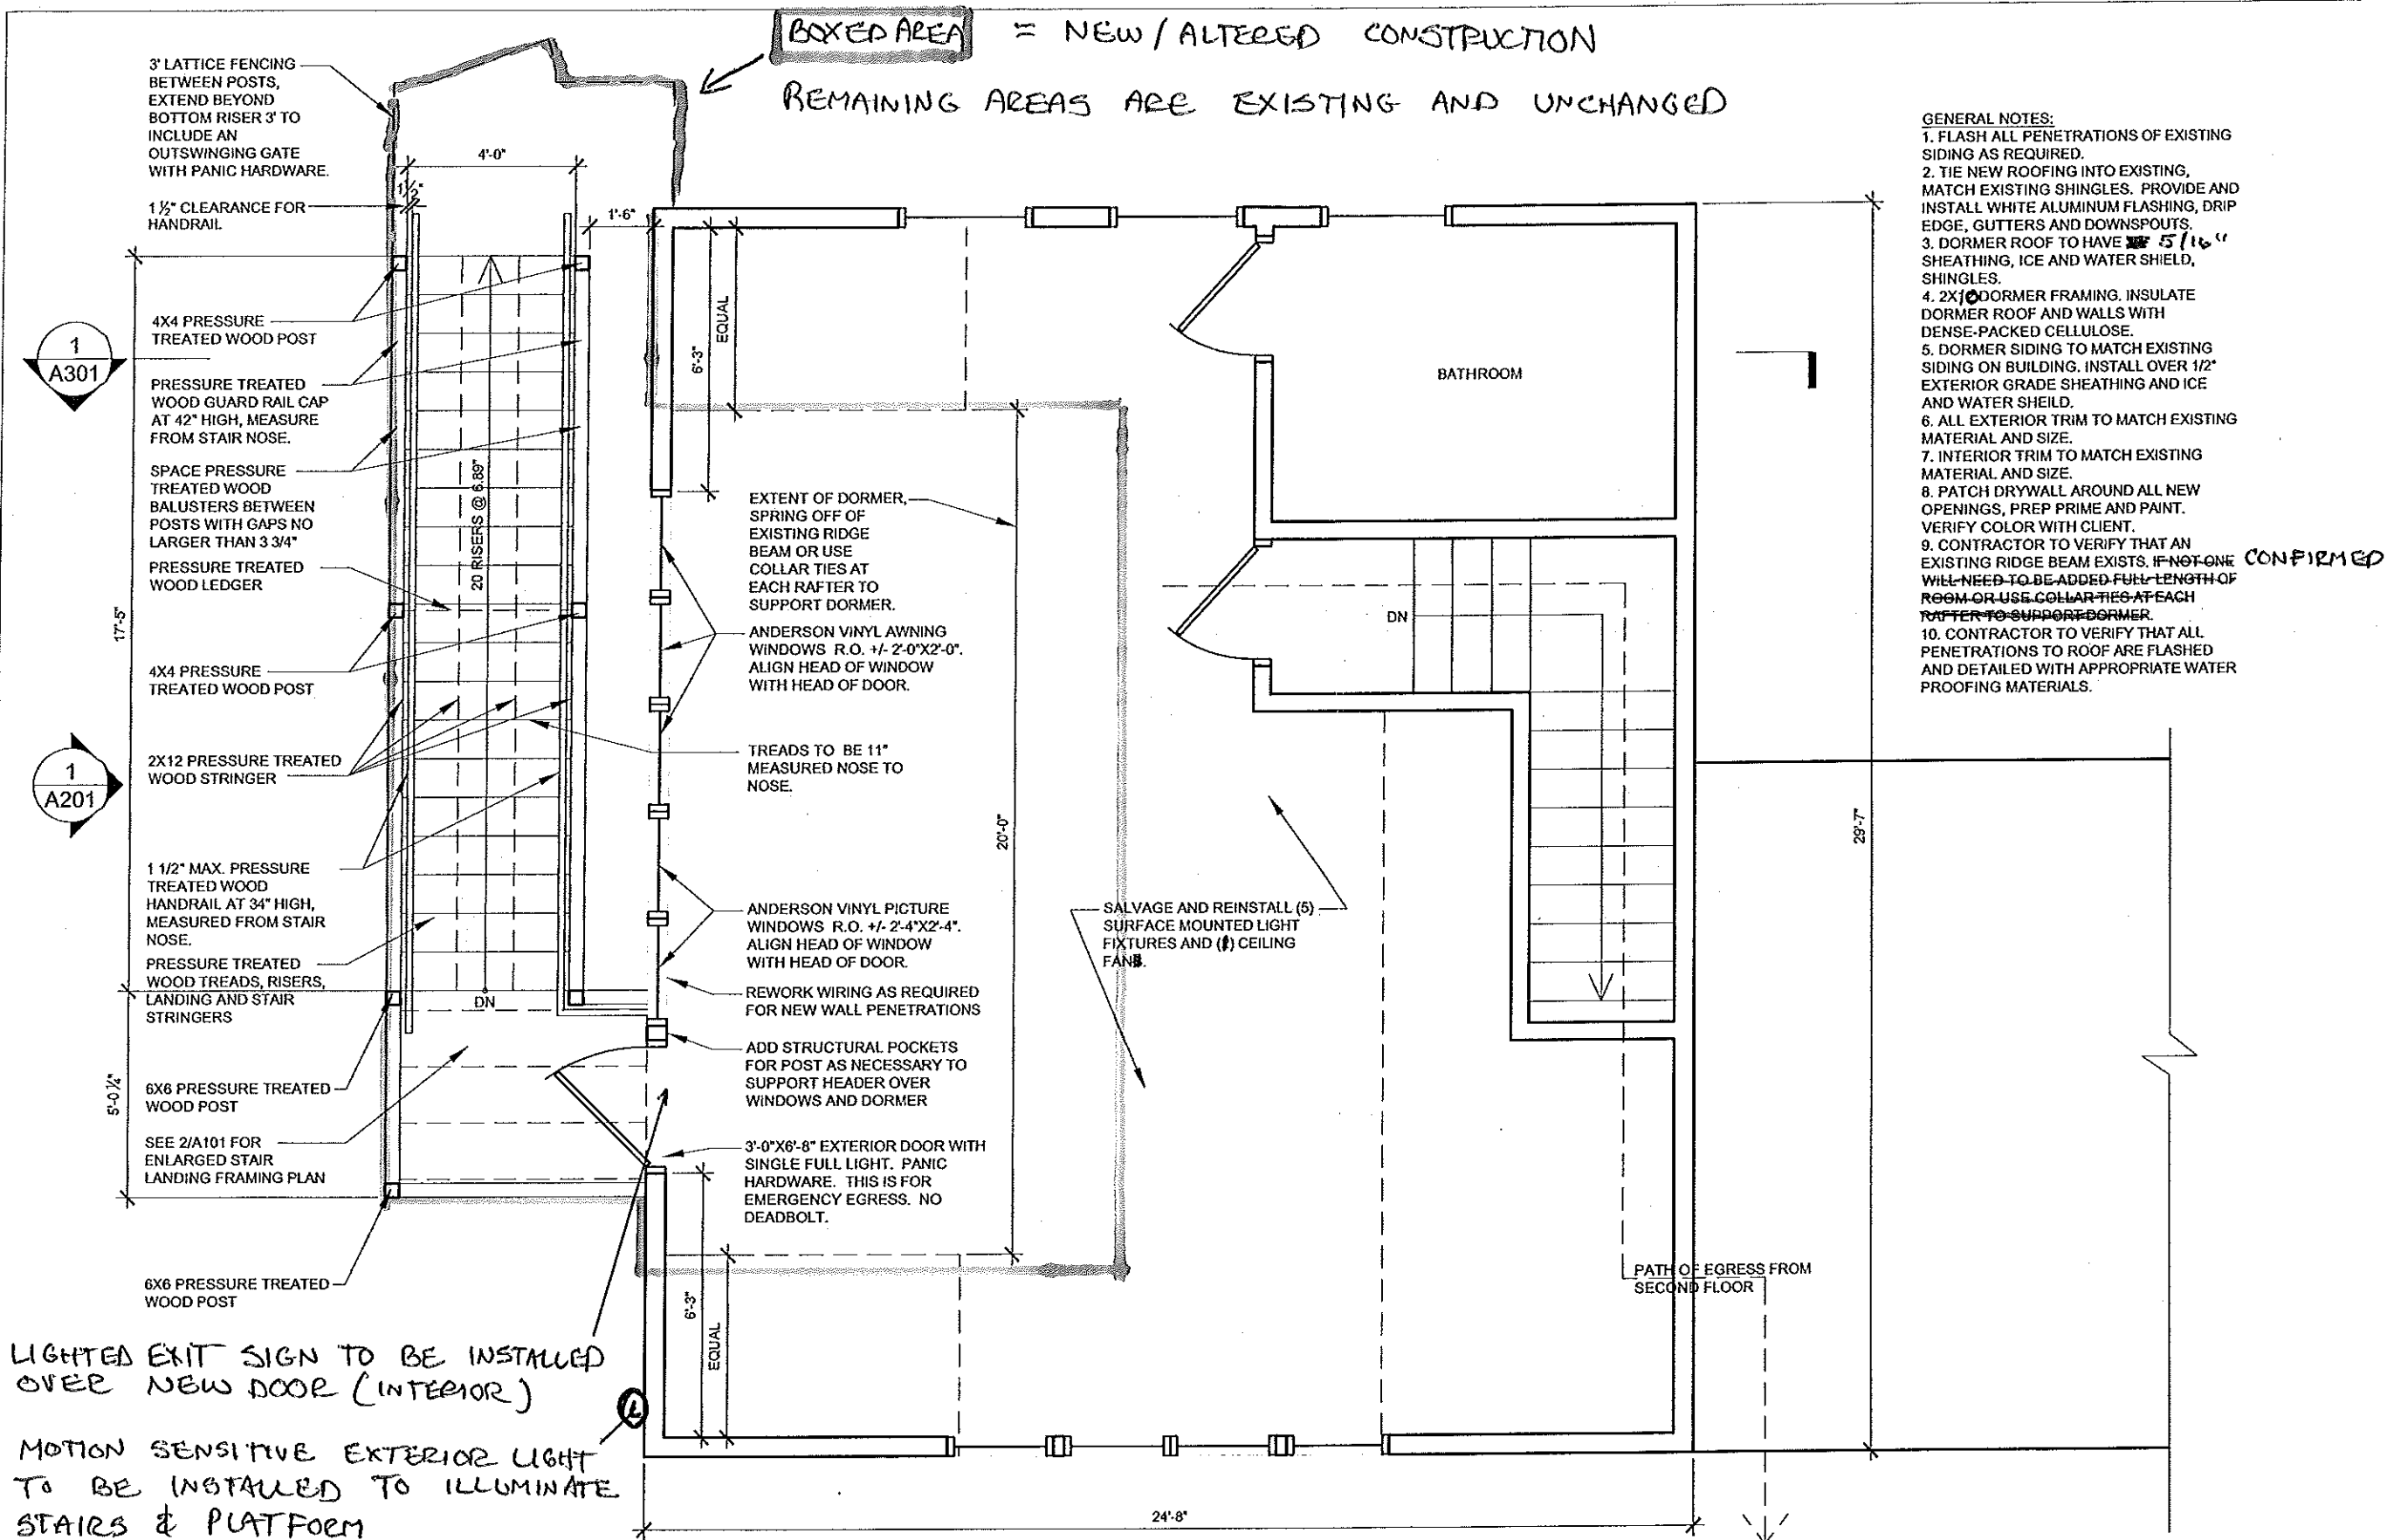 BOXED AREA = NEW / ALTERED CONSTRUCTION
REMAINING AREAS ARE EXISTING AND UNCHANGED
3' LATTICE FENCING
BETWEEN POSTS,
EXTEND BEYOND
BOTTOM RISER 3' TO
INCLUDE AN
OUTSWINGING GATE
WITH PANIC HARDWARE.
1 ½" CLEARANCE FOR
HANDRAIL
4'-0"
1½"
1'-6"
4X4 PRESSURE
TREATED WOOD POST
1
A301
PRESSURE TREATED
WOOD GUARD RAIL CAP
AT 42" HIGH, MEASURE
FROM STAIR NOSE.
SPACE PRESSURE
TREATED WOOD
BALUSTERS BETWEEN
POSTS WITH GAPS NO
LARGER THAN 3 3/4"
PRESSURE TREATED
WOOD LEDGER
17'-5"
4X4 PRESSURE
TREATED WOOD POST
2X12 PRESSURE TREATED
WOOD STRINGER
1
A201
1 1/2" MAX. PRESSURE
TREATED WOOD
HANDRAIL AT 34" HIGH,
MEASURED FROM STAIR
NOSE.
PRESSURE TREATED
WOOD TREADS, RISERS,
LANDING AND STAIR
STRINGERS
5'-0 ¼"
6X6 PRESSURE TREATED
WOOD POST
SEE 2/A101 FOR
ENLARGED STAIR
LANDING FRAMING PLAN
6X6 PRESSURE TREATED
WOOD POST
20 RISERS @ 6.89"
DN
6'-3"
EQUAL
EXTENT OF DORMER,
SPRING OFF OF
EXISTING RIDGE
BEAM OR USE
COLLAR TIES AT
EACH RAFTER TO
SUPPORT DORMER.
ANDERSON VINYL AWNING
WINDOWS R.O. +/- 2'-0"X2'-0".
ALIGN HEAD OF WINDOW
WITH HEAD OF DOOR.
TREADS TO BE 11"
MEASURED NOSE TO
NOSE.
ANDERSON VINYL PICTURE
WINDOWS R.O. +/- 2'-4"X2'-4".
ALIGN HEAD OF WINDOW
WITH HEAD OF DOOR.
REWORK WIRING AS REQUIRED
FOR NEW WALL PENETRATIONS
ADD STRUCTURAL POCKETS
FOR POST AS NECESSARY TO
SUPPORT HEADER OVER
WINDOWS AND DORMER
3'-0"X6'-8" EXTERIOR DOOR WITH
SINGLE FULL LIGHT. PANIC
HARDWARE. THIS IS FOR
EMERGENCY EGRESS. NO
DEADBOLT.
6'-3"
EQUAL
20'-0"
SALVAGE AND REINSTALL (5)
SURFACE MOUNTED LIGHT
FIXTURES AND (1) CEILING
FAN.
BATHROOM
DN
PATH OF EGRESS FROM
SECOND FLOOR
29'-7"
24'-8"
GENERAL NOTES:
1. FLASH ALL PENETRATIONS OF EXISTING
SIDING AS REQUIRED.
2. TIE NEW ROOFING INTO EXISTING,
MATCH EXISTING SHINGLES. PROVIDE AND
INSTALL WHITE ALUMINUM FLASHING, DRIP
EDGE, GUTTERS AND DOWNSPOUTS.
3. DORMER ROOF TO HAVE 5/16"
SHEATHING, ICE AND WATER SHIELD,
SHINGLES.
4. 2X10 DORMER FRAMING. INSULATE
DORMER ROOF AND WALLS WITH
DENSE-PACKED CELLULOSE.
5. DORMER SIDING TO MATCH EXISTING
SIDING ON BUILDING. INSTALL OVER 1/2"
EXTERIOR GRADE SHEATHING AND ICE
AND WATER SHEILD.
6. ALL EXTERIOR TRIM TO MATCH EXISTING
MATERIAL AND SIZE.
7. INTERIOR TRIM TO MATCH EXISTING
MATERIAL AND SIZE.
8. PATCH DRYWALL AROUND ALL NEW
OPENINGS, PREP PRIME AND PAINT.
VERIFY COLOR WITH CLIENT.
9. CONTRACTOR TO VERIFY THAT AN
EXISTING RIDGE BEAM EXISTS. IF NOT ONE CONFIRMED
WILL NEED TO BE ADDED FULL LENGTH OF
ROOM OR USE COLLAR TIES AT EACH
RAFTER TO SUPPORT DORMER.
10. CONTRACTOR TO VERIFY THAT ALL
PENETRATIONS TO ROOF ARE FLASHED
AND DETAILED WITH APPROPRIATE WATER
PROOFING MATERIALS.
LIGHTED EXIT SIGN TO BE INSTALLED
OVER NEW DOOR (INTERIOR)
L
MOTION SENSITIVE EXTERIOR LIGHT
TO BE INSTALLED TO ILLUMINATE
STAIRS & PLATFORM